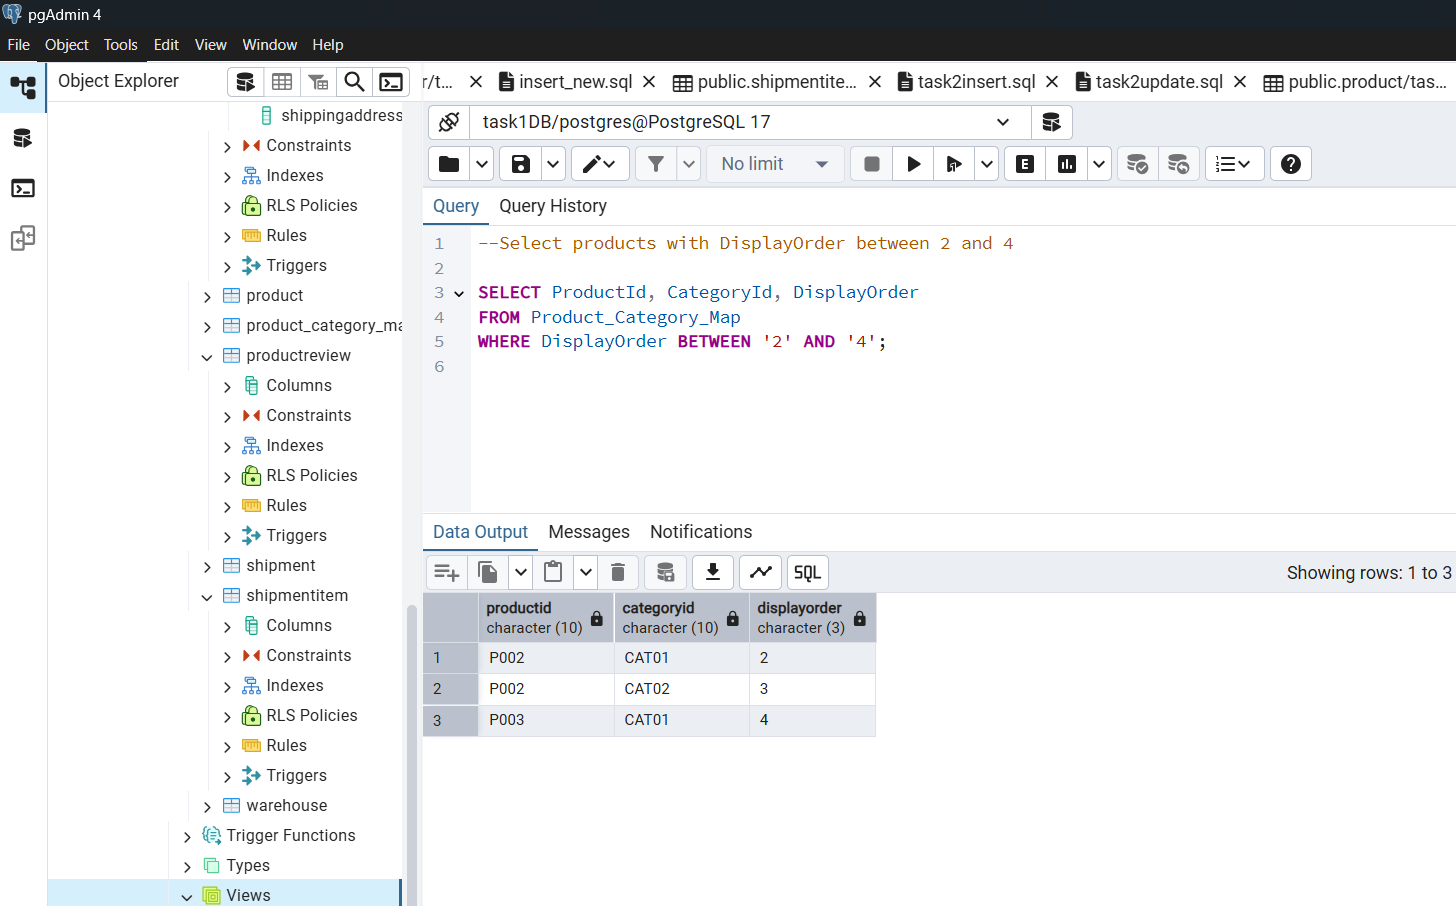 pgAdmin 4
File Object Tools Edit View Window Help
Object Explorer
r/t... insert_new.sql public.shipmentite... task2insert.sql task2update.sql public.product/tas...
shippingaddress
Constraints
Indexes
RLS Policies
Rules
Triggers
product
product_category_ma
productreview
Columns
Constraints
Indexes
RLS Policies
Rules
Triggers
shipment
shipmentitem
Columns
Constraints
Indexes
RLS Policies
Rules
Triggers
warehouse
Trigger Functions
Types
Views
task1DB/postgres@PostgreSQL 17
No limit E
Query Query History
1 --Select products with DisplayOrder between 2 and 4
2
3 SELECT ProductId, CategoryId, DisplayOrder
4 FROM Product_Category_Map
5 WHERE DisplayOrder BETWEEN '2' AND '4';
6
Data Output Messages Notifications
SQL Showing rows: 1 to 3
productid categoryid displayorder
character (10) character (10) character (3)
1 P002 CAT01 2
2 P002 CAT02 3
3 P003 CAT01 4